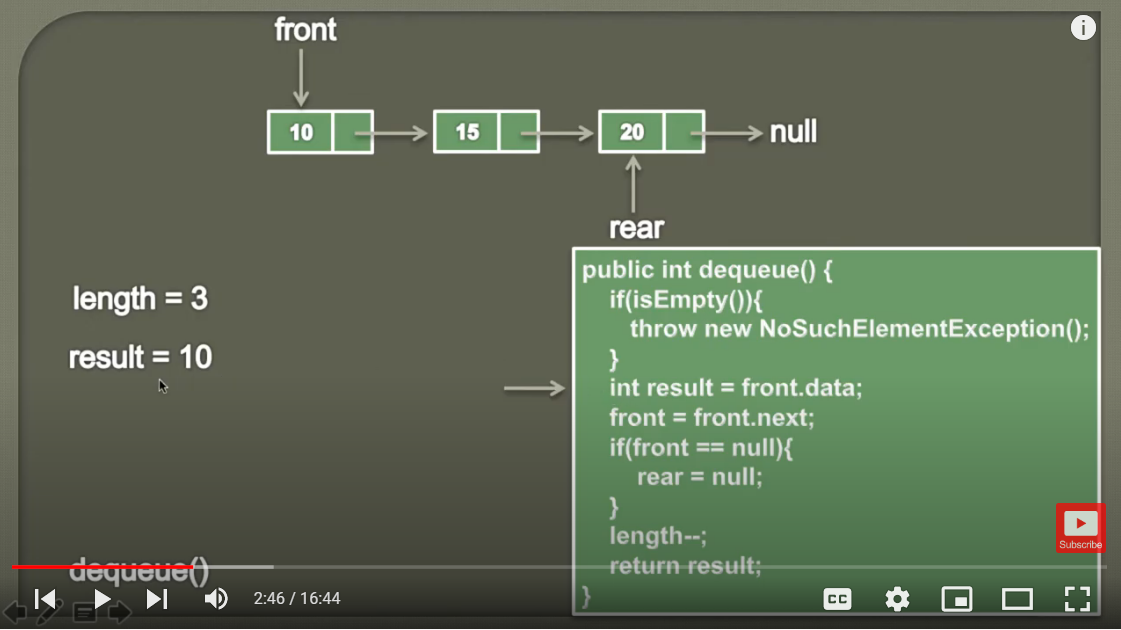 front
10 15 20 null
rear
length = 3
result = 10
public int dequeue() {
if(isEmpty()){
throw new NoSuchElementException();
}
int result = front.data;
front = front.next;
if(front == null){
rear = null;
}
length--;
return result;
}
dequeue()
Subscribe
2:46 / 16:44
CC